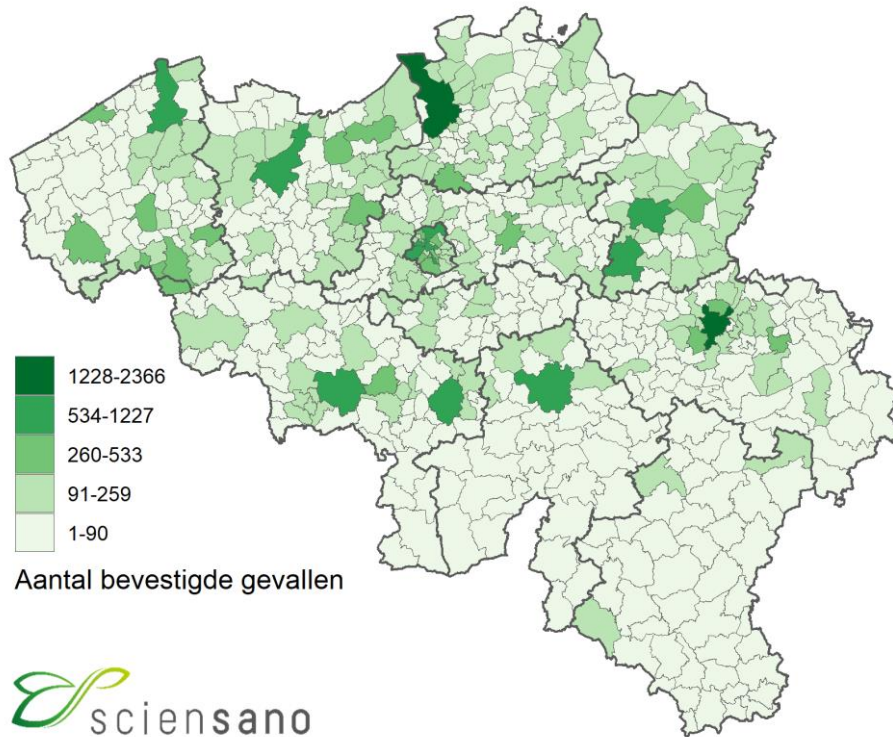 1228-2366
534-1227
260-533
91-259
1-90
Aantal bevestigde gevallen
sciensano